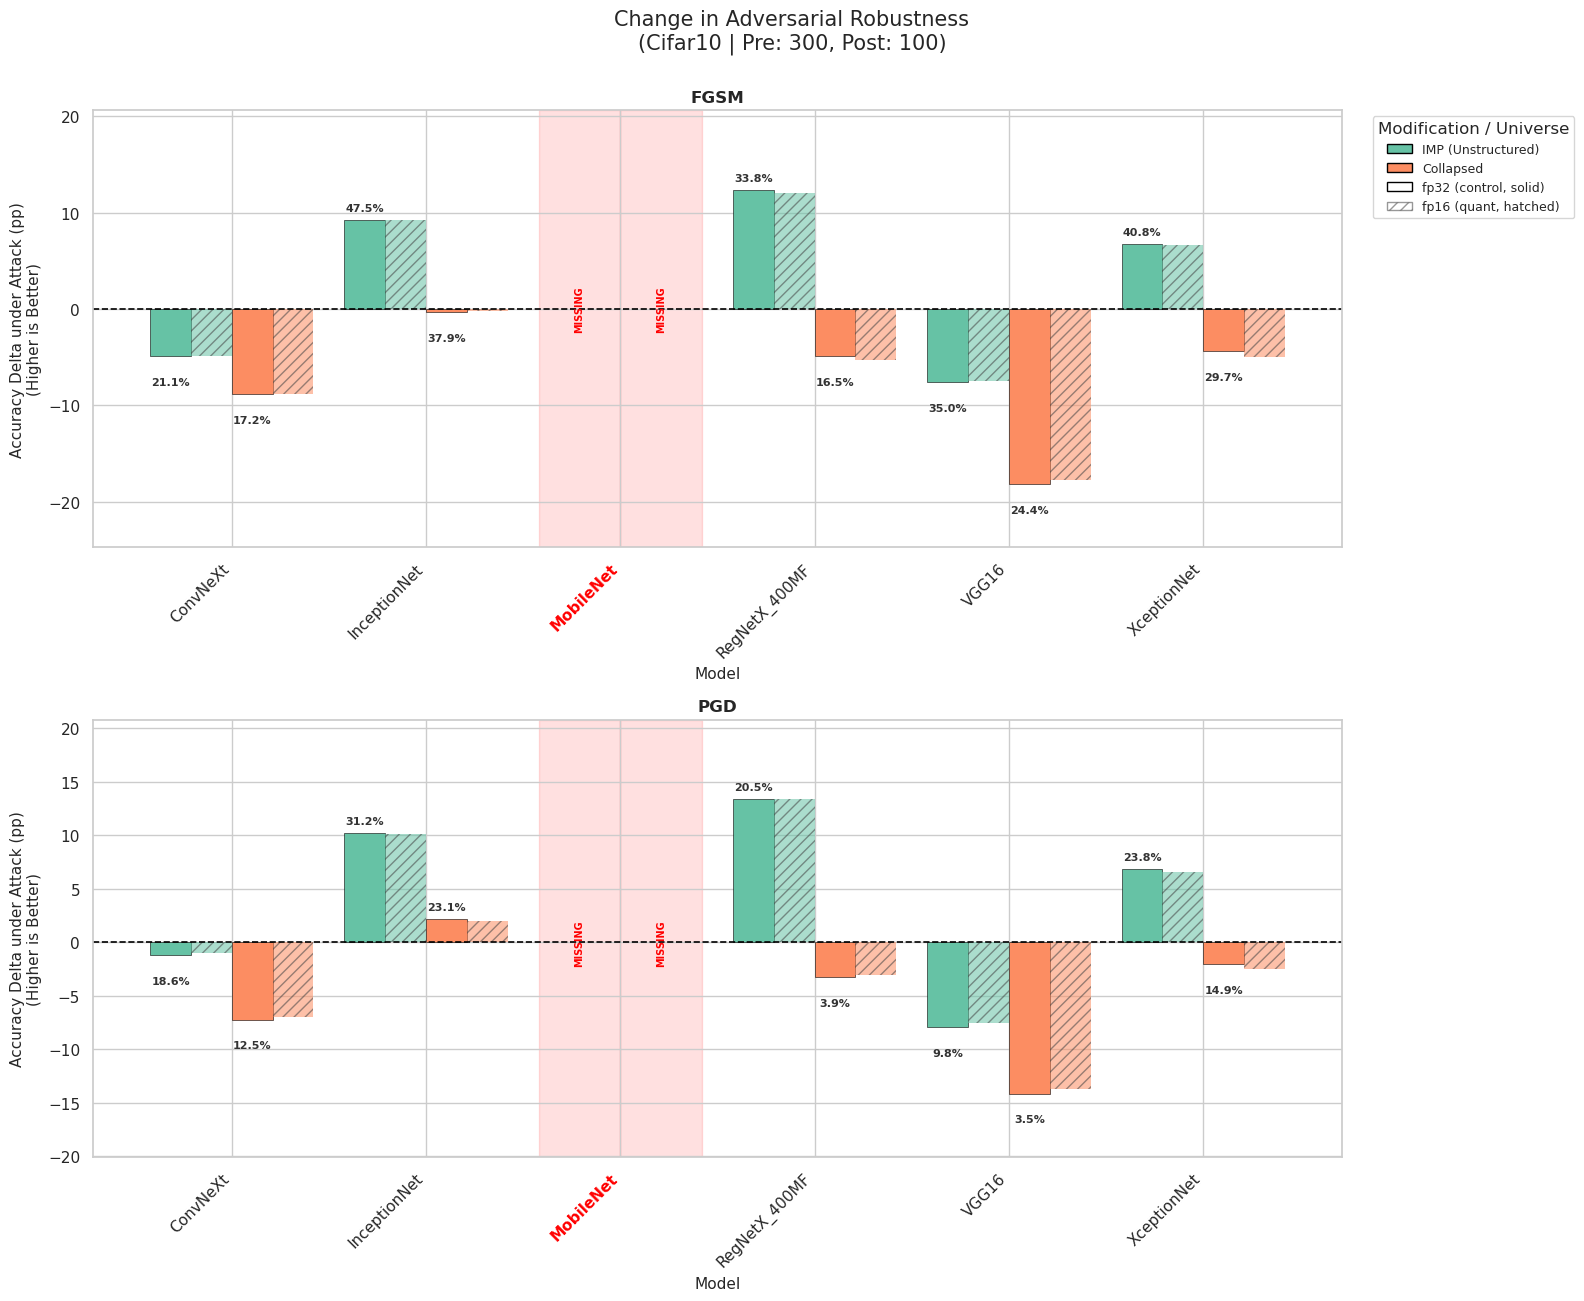 Change in Adversarial Robustness
(Cifar10 | Pre: 300, Post: 100)
FGSM
Accuracy Delta under Attack (pp)
(Higher is Better)
20
10
0
−10
−20
21.1%
17.2%
47.5%
37.9%
MISSING
MISSING
33.8%
16.5%
35.0%
24.4%
40.8%
29.7%
ConvNeXt
InceptionNet
MobileNet
RegNetX_400MF
VGG16
XceptionNet
Model
Modification / Universe
IMP (Unstructured)
Collapsed
fp32 (control, solid)
fp16 (quant, hatched)
PGD
Accuracy Delta under Attack (pp)
(Higher is Better)
20
15
10
5
0
−5
−10
−15
−20
18.6%
12.5%
31.2%
23.1%
MISSING
MISSING
20.5%
3.9%
9.8%
3.5%
23.8%
14.9%
ConvNeXt
InceptionNet
MobileNet
RegNetX_400MF
VGG16
XceptionNet
Model